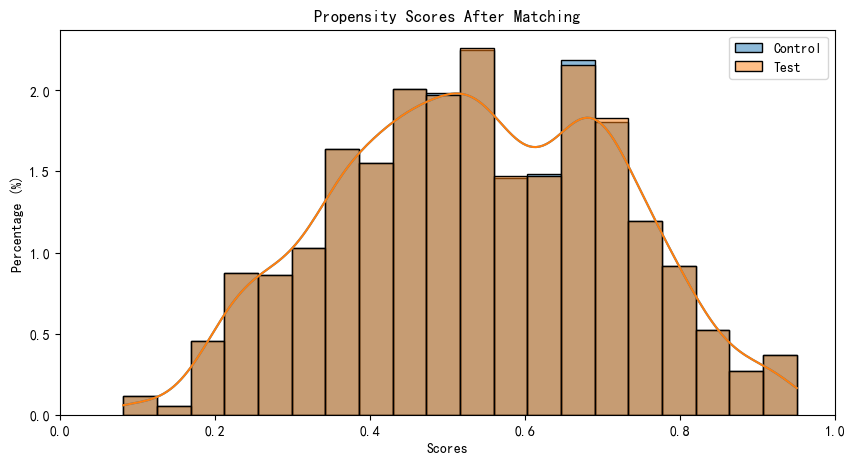 Propensity Scores After Matching
Control
Test
Percentage (%)
2.0
1.5
1.0
0.5
0.0
0.0 0.2 0.4 0.6 0.8 1.0
Scores